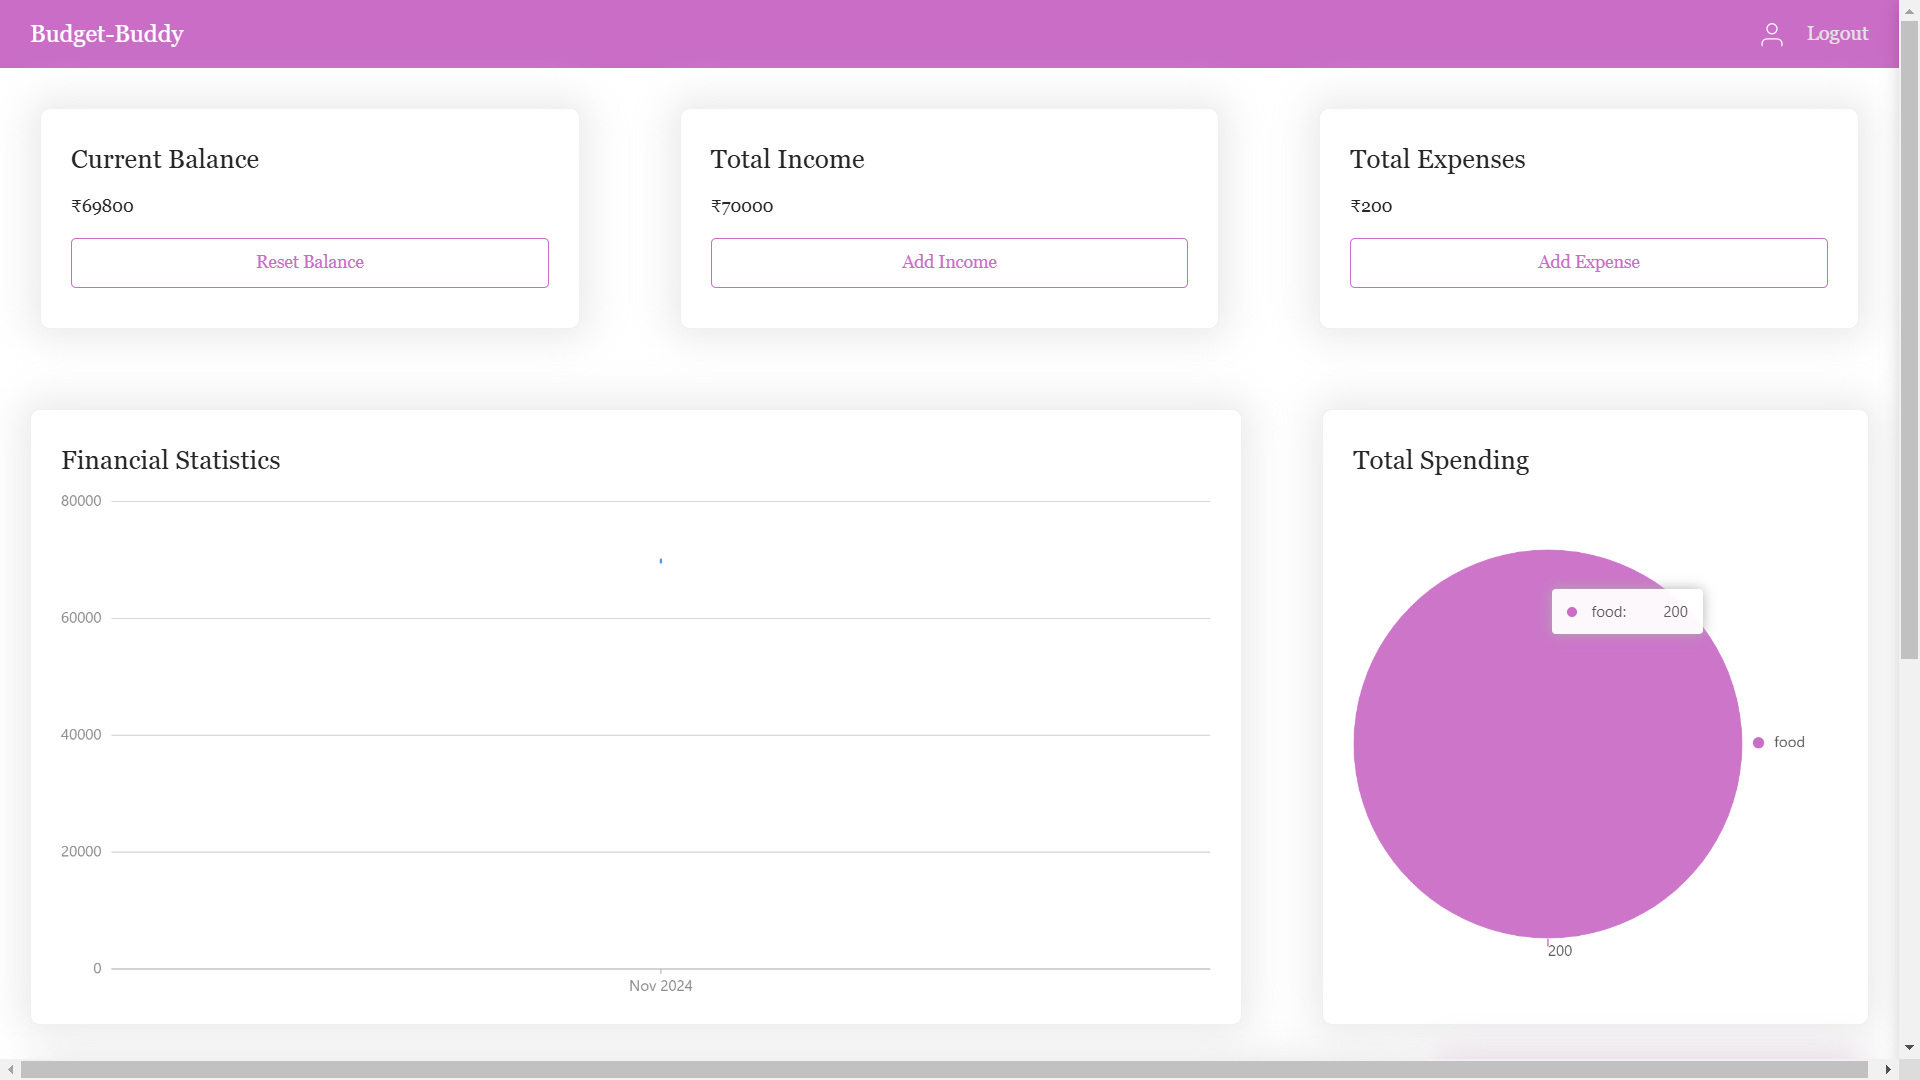 Budget-Buddy
Logout
Current Balance
₹69800
Reset Balance
Total Income
₹70000
Add Income
Total Expenses
₹200
Add Expense
Financial Statistics
80000
60000
40000
20000
0
Nov 2024
Total Spending
food: 200
food
200